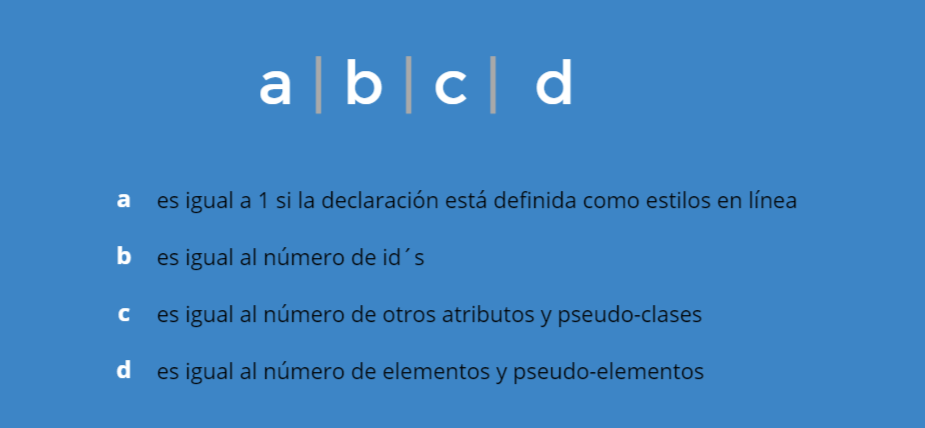 a | b | c | d
a es igual a 1 si la declaración está definida como estilos en línea
b es igual al número de id´s
c es igual al número de otros atributos y pseudo-clases
d es igual al número de elementos y pseudo-elementos